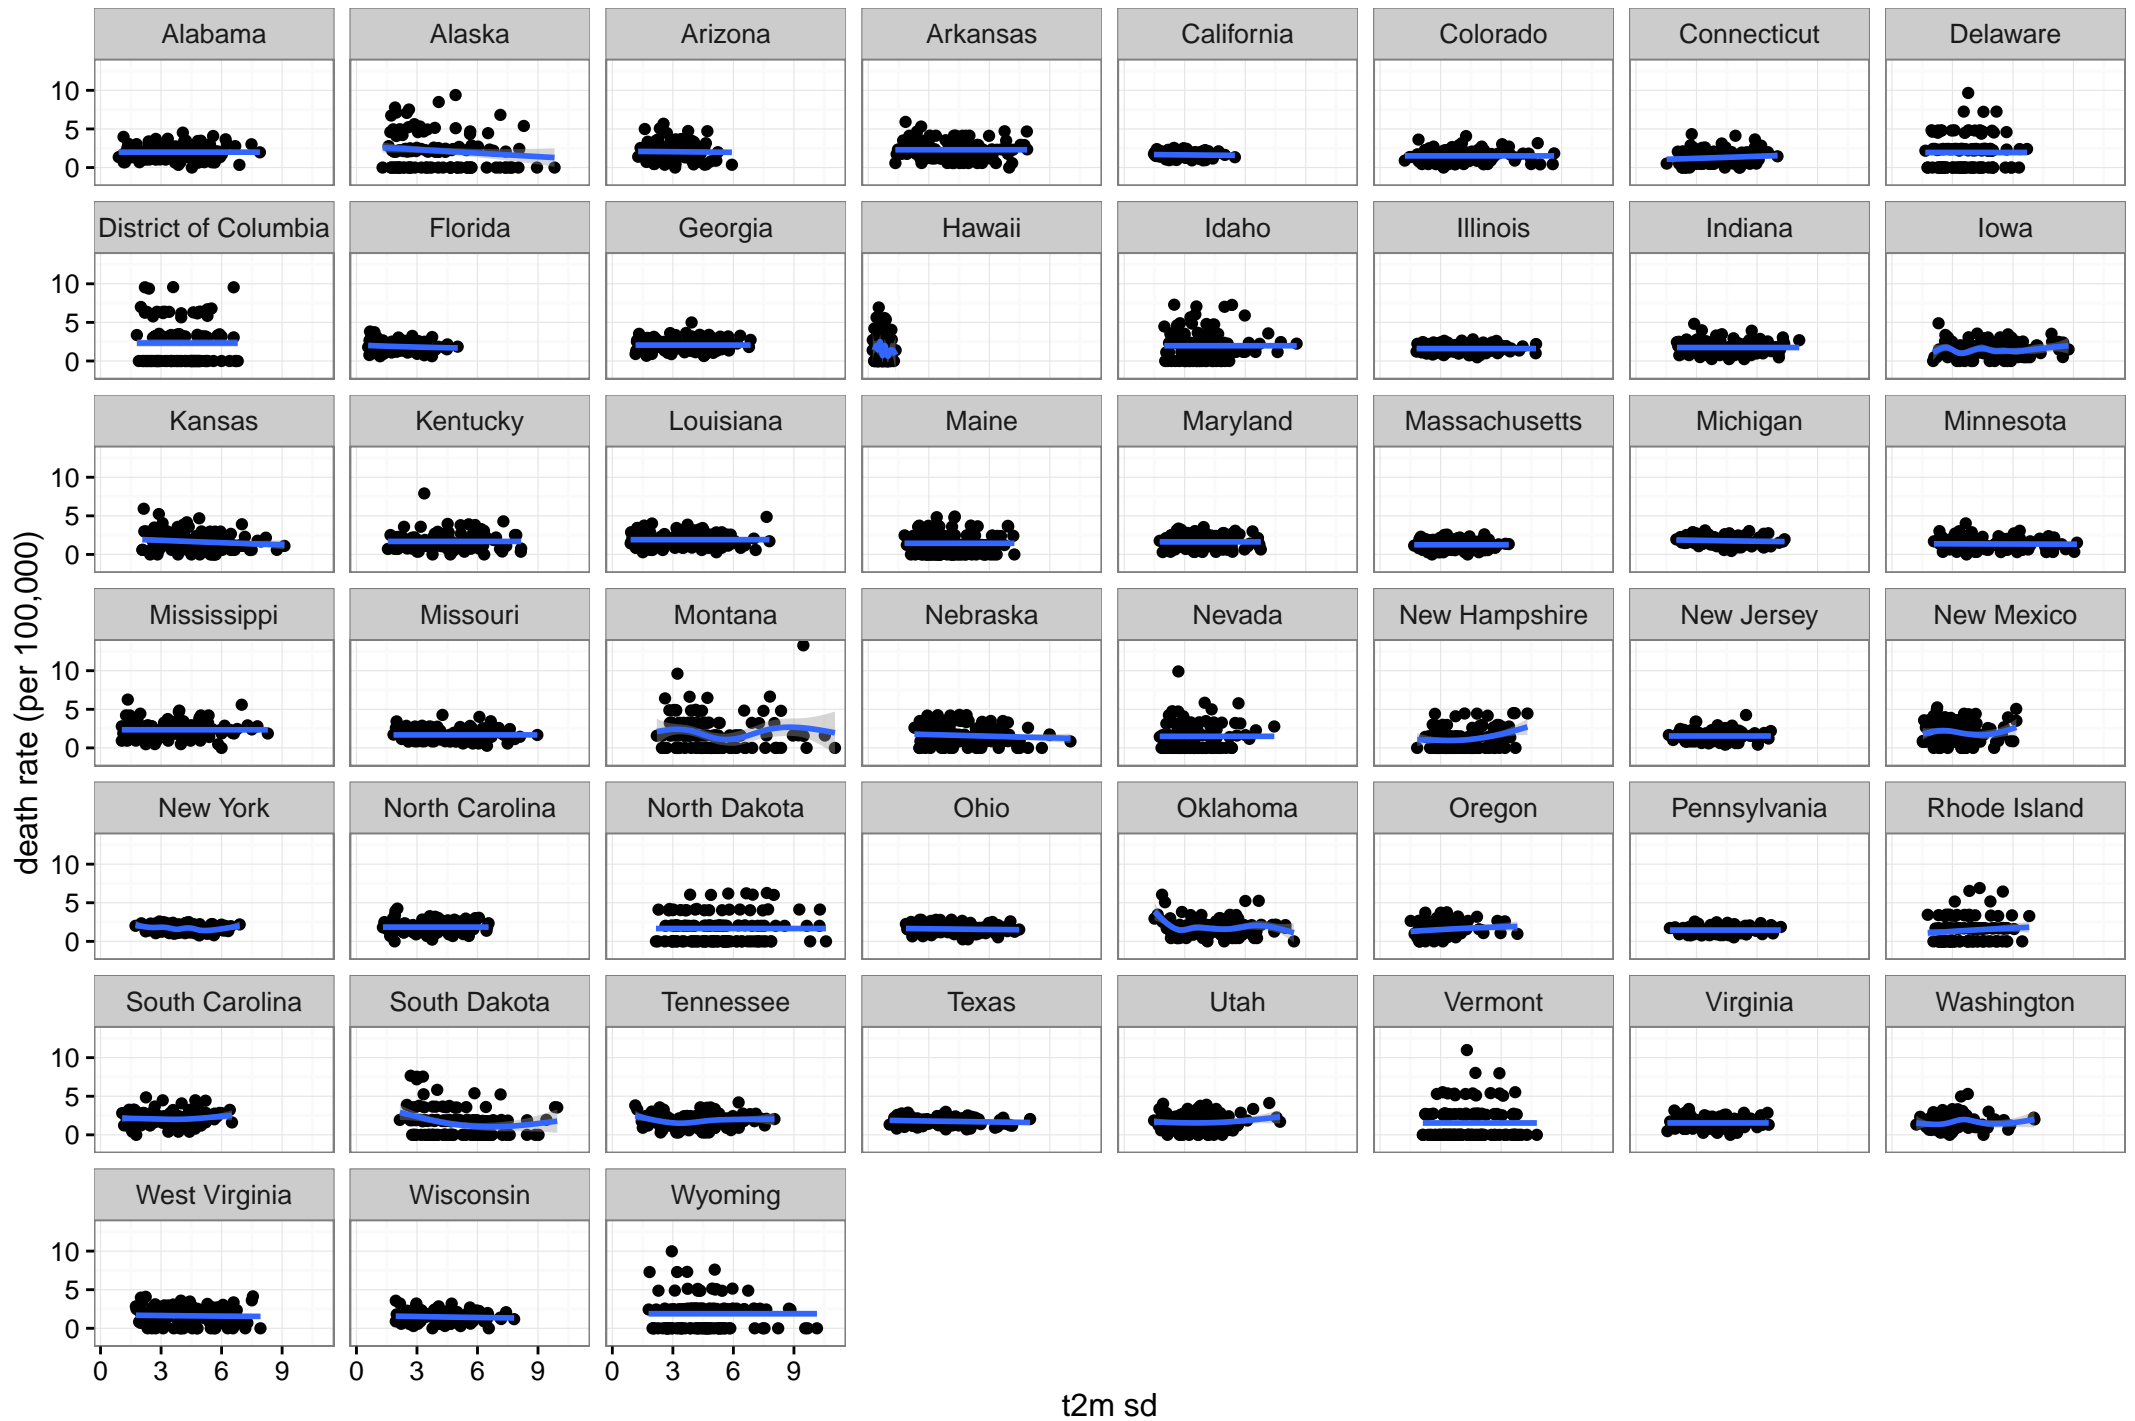 Alabama Alaska Arizona Arkansas California Colorado Connecticut Delaware
10
5
0
District of Columbia Florida Georgia Hawaii Idaho Illinois Indiana Iowa
10
5
0
Kansas Kentucky Louisiana Maine Maryland Massachusetts Michigan Minnesota
10
5
0
Mississippi Missouri Montana Nebraska Nevada New Hampshire New Jersey New Mexico
10
5
0
New York North Carolina North Dakota Ohio Oklahoma Oregon Pennsylvania Rhode Island
10
5
0
South Carolina South Dakota Tennessee Texas Utah Vermont Virginia Washington
10
5
0
West Virginia Wisconsin Wyoming
10
5
0
0 3 6 9 0 3 6 9 0 3 6 9
t2m sd
death rate (per 100,000)